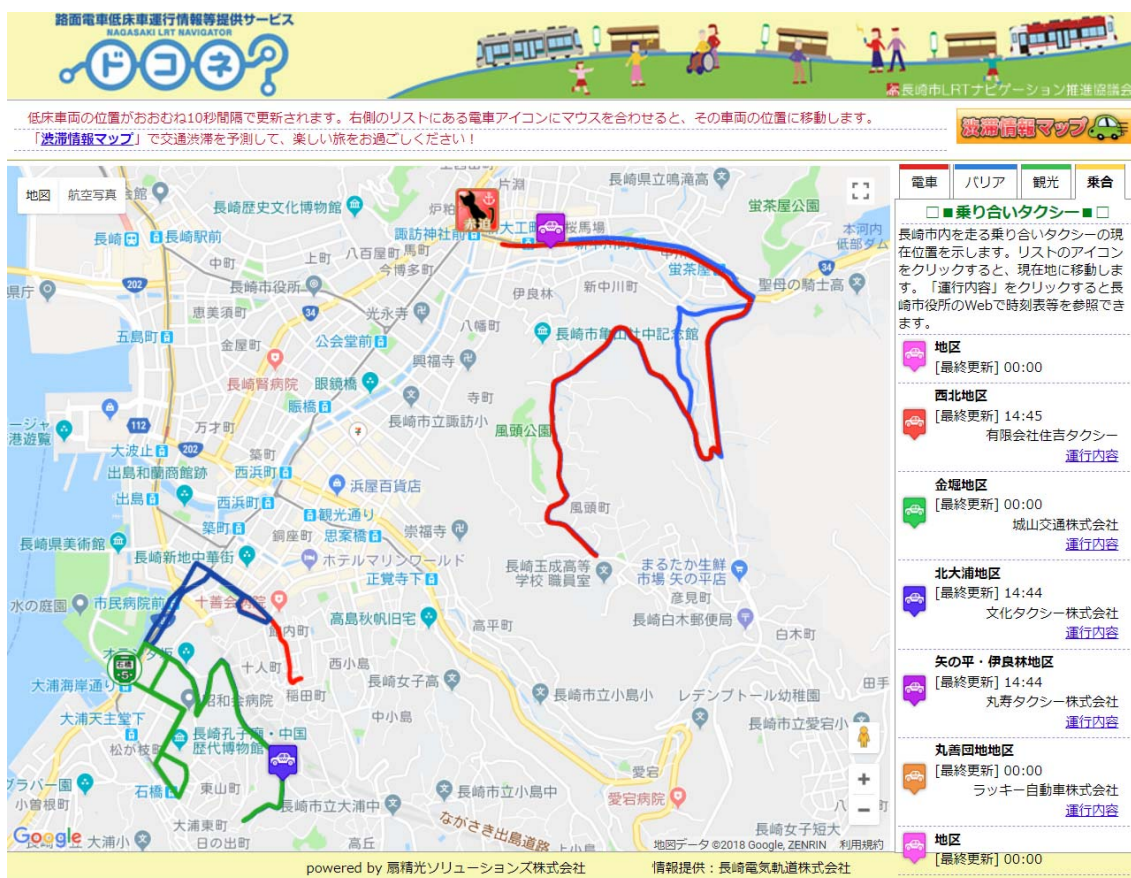 路面電車低床車運行情報等提供サービス
NAGASAKI LRT NAVIGATOR
ドコネ?
長崎市LRTナビゲーション推進協議会
低床車両の位置がおおむね10秒間隔で更新されます。右側のリストにある電車アイコンにマウスを合わせると、その車両の位置に移動します。
「渋滞情報マップ」で交通渋滞を予測して、楽しい旅をお過ごしください！
渋滞情報マップ
地図 航空写真
片淵
長崎県立鳴滝高
長崎歴史文化博物館
炉粕
赤迫
蛍茶屋公園
長崎
長崎駅前
諏訪神社前
大工町
桜馬場
本河内
低部ダム
上町
馬町
八百屋町
中町
今博多町
蛍茶屋
34
202
長崎市役所
伊良林
新中川町
聖母の騎士高
恵美須町
34
光永寺
八幡町
五島町
公会堂前
長崎市亀山社中記念館
金屋町
興福寺
長崎腎病院
眼鏡橋
寺町
賑橋
長崎市立諏訪小
112
万才町
風頭公園
大波止
202
築町
出島和蘭商館跡
西浜町
浜屋百貨店
出島
西浜町
観光通り
風頭町
築町
銅座町
思案橋
崇福寺
長崎県美術館
長崎新地中華街
ホテルマリンワールド
長崎玉成高等
学校 職員室
まるたか生鮮
市場 矢の平店
正覚寺下
彦見町
水の庭園
市民病院前
十善会病院
高島秋帆旧宅
高平町
長崎白木郵便局
館内町
白木町
オランダ坂
石橋
5
十人町
西小島
大浦海岸通り
昭和会病院
稲田町
長崎女子高
長崎市立小島小
レデンプトール幼稚園
田手
大浦天主堂下
中小島
長崎市立愛宕小
松が枝町
長崎孔子廟・中国
歴代博物館
愛宕
グラバー園
石橋
東山町
小曽根町
長崎市立大浦中
長崎市立小島中
愛宕病院
大浦東町
ながさき出島道路
長崎女子短大
Google
大浦小
日の出町
高丘
上小島
地図データ ©2018 Google, ZENRIN 利用規約
電車 バリア 観光 乗合
□■乗り合いタクシー■□
長崎市内を走る乗り合いタクシーの現
在位置を示します。リストのアイコン
をクリックすると、現在地に移動しま
す。「運行内容」をクリックすると長
崎市役所のWebで時刻表等を参照でき
ます。
地区
[最終更新] 00:00
西北地区
[最終更新] 14:45
有限会社住吉タクシー
運行内容
金堀地区
[最終更新] 00:00
城山交通株式会社
運行内容
北大浦地区
[最終更新] 14:44
文化タクシー株式会社
運行内容
矢の平・伊良林地区
[最終更新] 14:44
丸寿タクシー株式会社
運行内容
丸善団地地区
[最終更新] 00:00
ラッキー自動車株式会社
運行内容
地区
[最終更新] 00:00
powered by 扇精光ソリューションズ株式会社
情報提供：長崎電気軌道株式会社